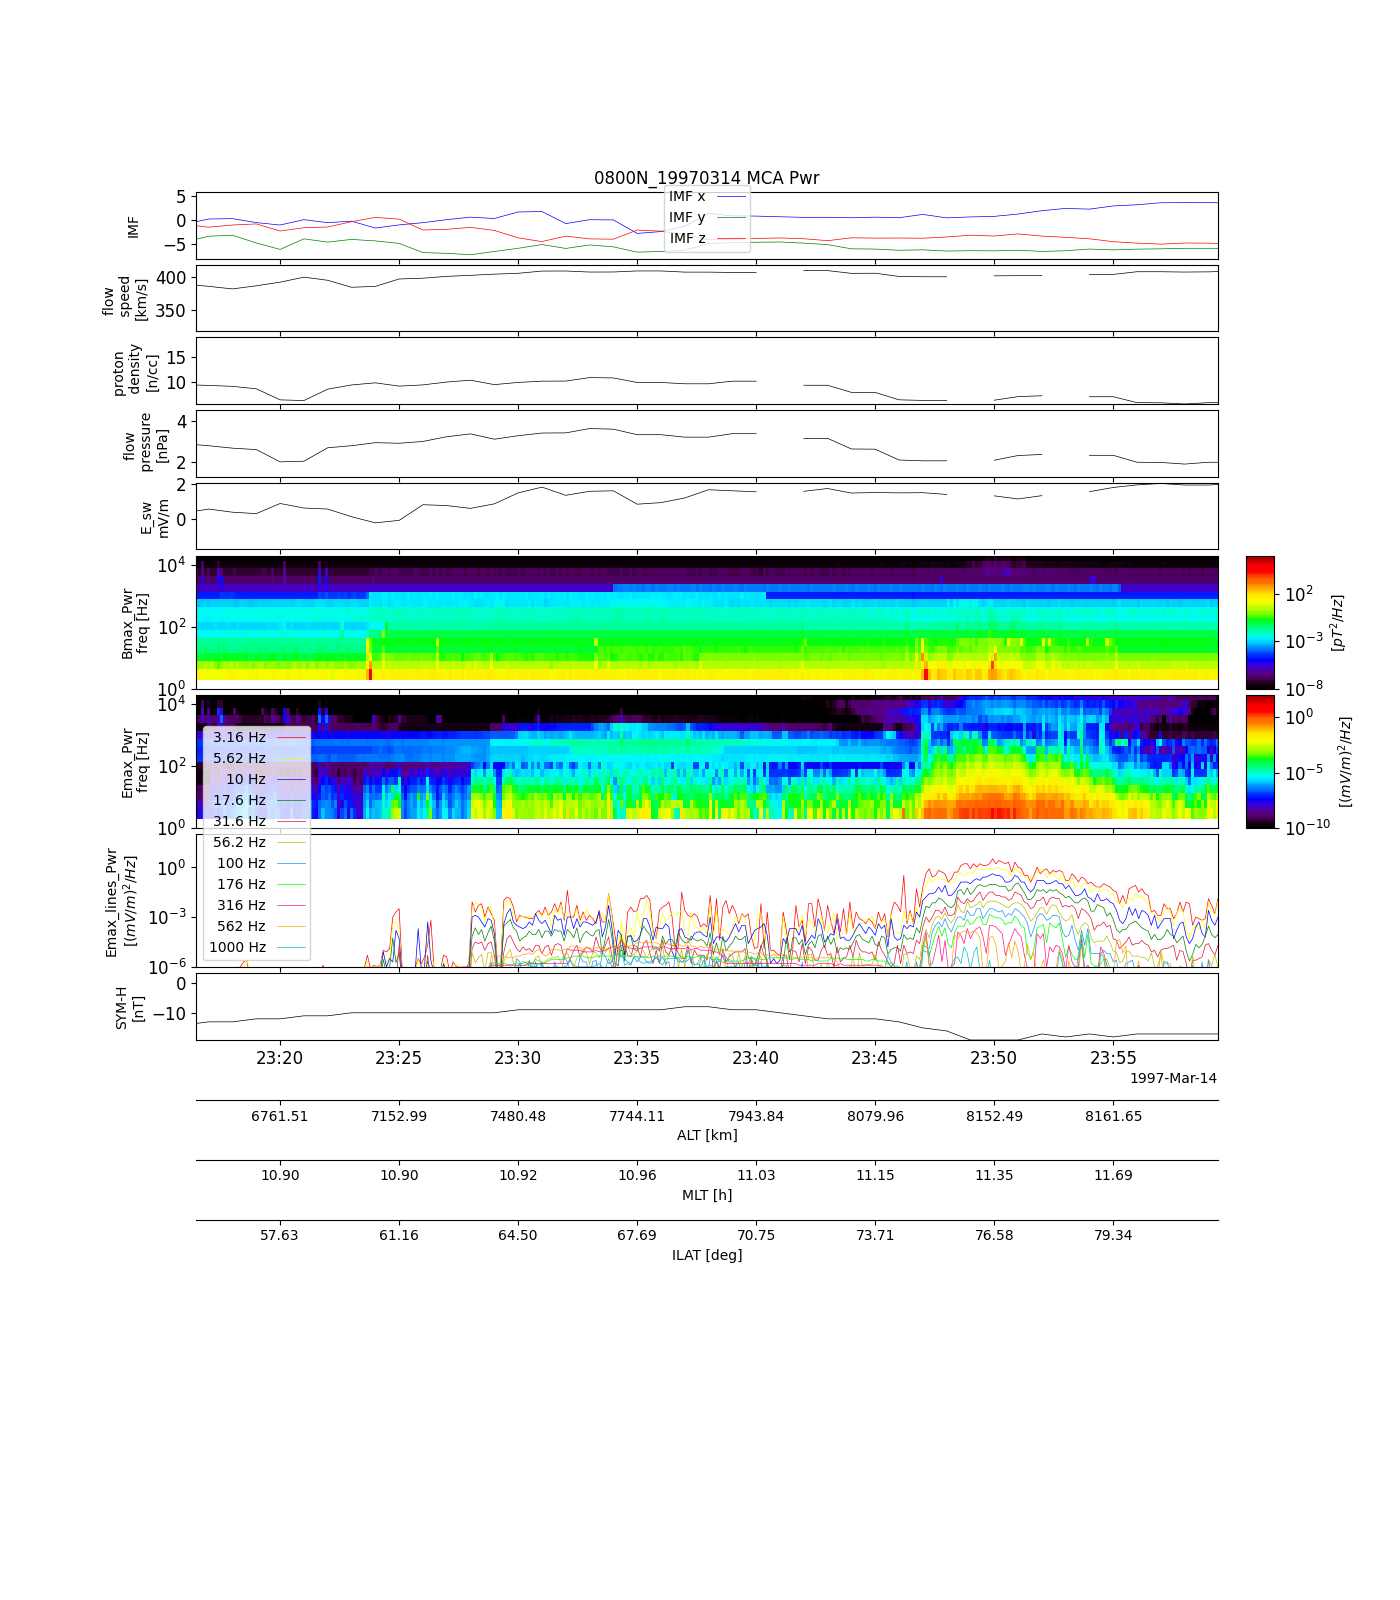 0800N_19970314 MCA Pwr
IMF
5
0
−5
IMF x
IMF y
IMF z
flow
speed
[km/s]
400
350
proton
density
[n/cc]
15
10
flow
pressure
[nPa]
4
2
E_sw
mV/m
2
0
Bmax_Pwr
freq [Hz]
10^4
10^2
10^0
10^2
10^−3
10^−8
[pT^2/Hz]
Emax_Pwr
freq [Hz]
10^4
10^2
10^0
10^0
10^−5
10^−10
[(mV/m)^2/Hz]
3.16 Hz
5.62 Hz
10 Hz
17.6 Hz
31.6 Hz
56.2 Hz
100 Hz
176 Hz
316 Hz
562 Hz
1000 Hz
Emax_lines_Pwr
[(mV/m)^2/Hz]
10^0
10^−3
10^−6
SYM-H
[nT]
0
−10
23:20 23:25 23:30 23:35 23:40 23:45 23:50 23:55
1997-Mar-14
6761.51 7152.99 7480.48 7744.11 7943.84 8079.96 8152.49 8161.65
ALT [km]
10.90 10.90 10.92 10.96 11.03 11.15 11.35 11.69
MLT [h]
57.63 61.16 64.50 67.69 70.75 73.71 76.58 79.34
ILAT [deg]